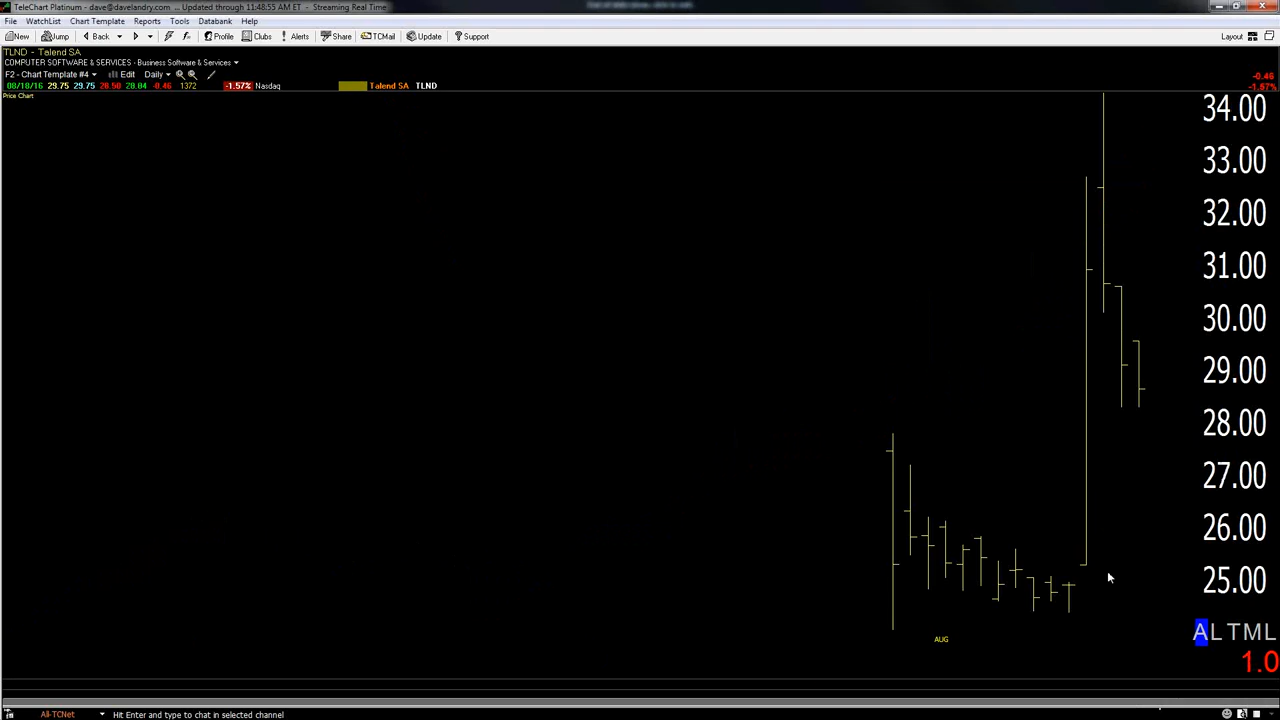 TeleChart Platinum - dave@davelandry.com ... Updated through 11:48:55 AM ET - Streaming Real Time
File WatchList Chart Template Reports Tools Databank Help
New Jump Back Profile Clubs Alerts Share TCMail Update Support Layout
TLND - Talend SA
COMPUTER SOFTWARE & SERVICES - Business Software & Services
F2 - Chart Template #4 Edit Daily -0.46
08/18/16 29.75 29.75 28.50 28.84 -0.46 1372 -1.57% Nasdaq Talend SA TLND -1.57%
Price Chart
34.00
33.00
32.00
31.00
30.00
29.00
28.00
27.00
26.00
25.00
AUG
ALTML
1.0
All-TCNet Hit Enter and type to chat in selected channel